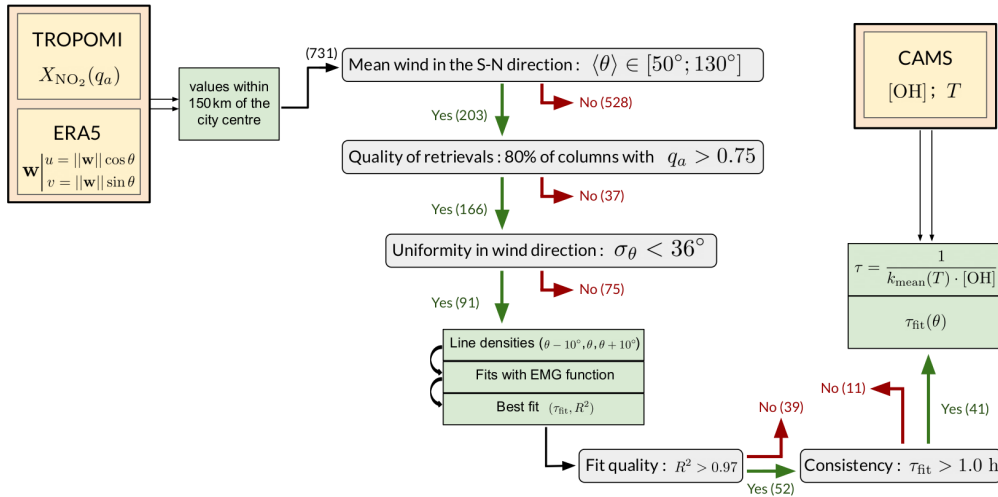 TROPOMI
X_NO₂(q_a)
ERA5
w | u = ||w|| cos θ
v = ||w|| sin θ
values within
150 km of the
city centre
(731)
Mean wind in the S-N direction : ⟨θ⟩ ∈ [50°; 130°]
Yes (203)
No (528)
Quality of retrievals : 80% of columns with q_a > 0.75
Yes (166)
No (37)
Uniformity in wind direction : σ_θ < 36°
Yes (91)
No (75)
Line densities (θ − 10°, θ, θ + 10°)
Fits with EMG function
Best fit (τ_fit, R²)
Fit quality : R² > 0.97
No (39)
Yes (52)
Consistency : τ_fit > 1.0 h
No (11)
Yes (41)
CAMS
[OH] ; T
τ = 1 / (k_mean(T) · [OH])
τ_fit(θ)